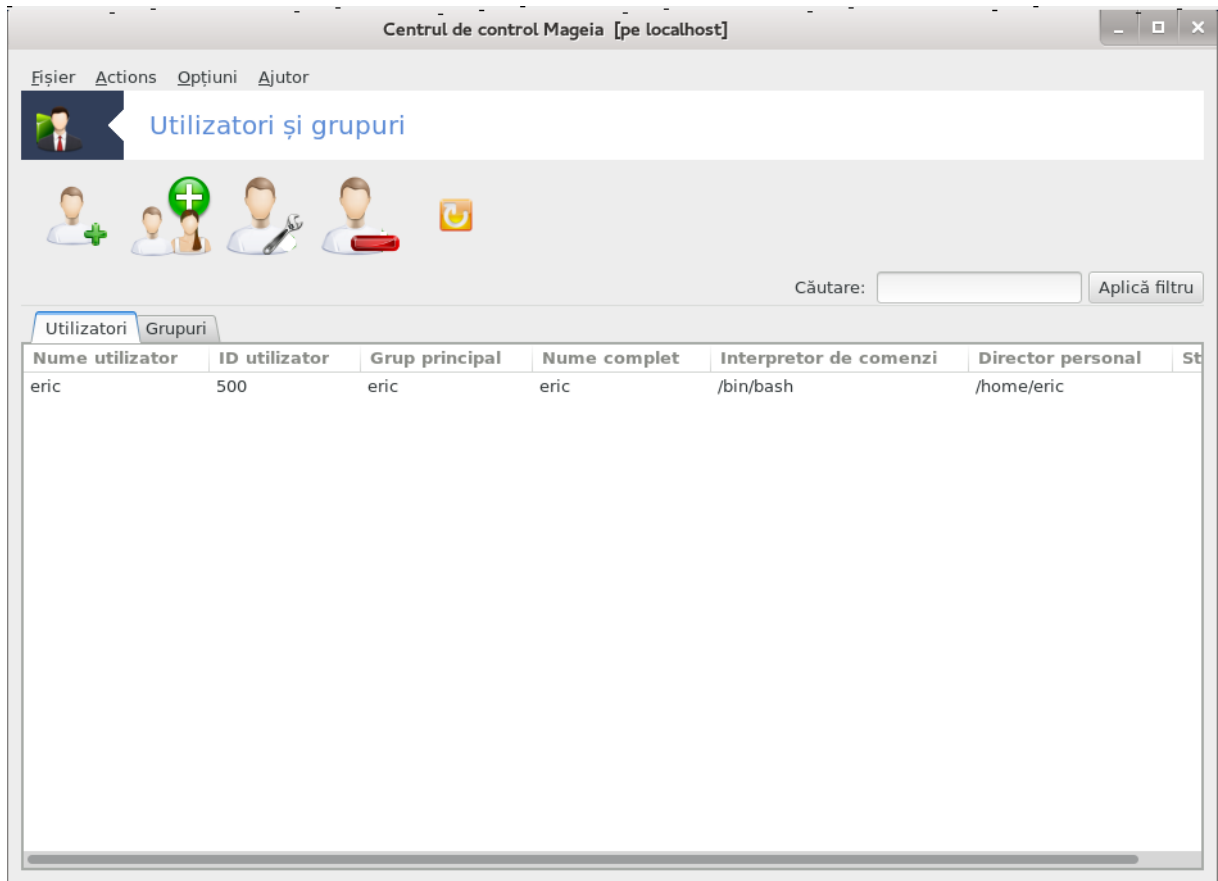 Centrul de control Mageia [pe localhost]
Fișier Actions Opțiuni Ajutor
Utilizatori și grupuri
Căutare: Aplică filtru
Utilizatori Grupuri
Nume utilizator ID utilizator Grup principal Nume complet Interpretor de comenzi Director personal St
eric 500 eric eric /bin/bash /home/eric